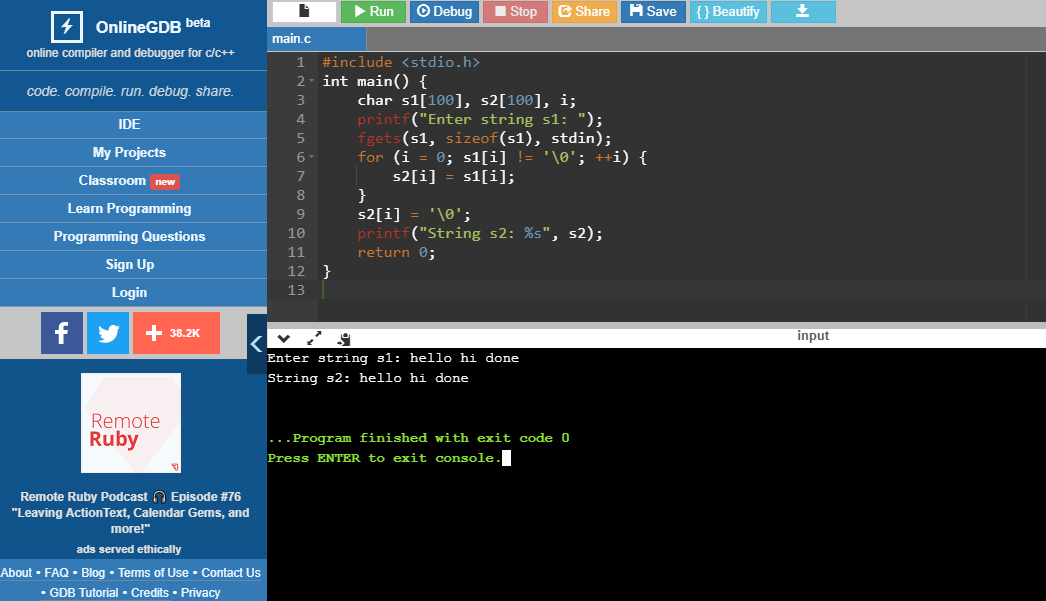 OnlineGDB beta
online compiler and debugger for c/c++
code. compile. run. debug. share.
IDE
My Projects
Classroom new
Learn Programming
Programming Questions
Sign Up
Login
f
+ 38.2K
Remote
Ruby
Remote Ruby Podcast 🎧 Episode #76
"Leaving ActionText, Calendar Gems, and
more!"
ads served ethically
About • FAQ • Blog • Terms of Use • Contact Us
• GDB Tutorial • Credits • Privacy
Run Debug Stop Share Save { } Beautify
main.c
1 #include <stdio.h>
2 int main() {
3     char s1[100], s2[100], i;
4     printf("Enter string s1: ");
5     fgets(s1, sizeof(s1), stdin);
6     for (i = 0; s1[i] != '\0'; ++i) {
7         s2[i] = s1[i];
8     }
9     s2[i] = '\0';
10     printf("String s2: %s", s2);
11     return 0;
12 }
13
input
Enter string s1: hello hi done
String s2: hello hi done
...Program finished with exit code 0
Press ENTER to exit console.